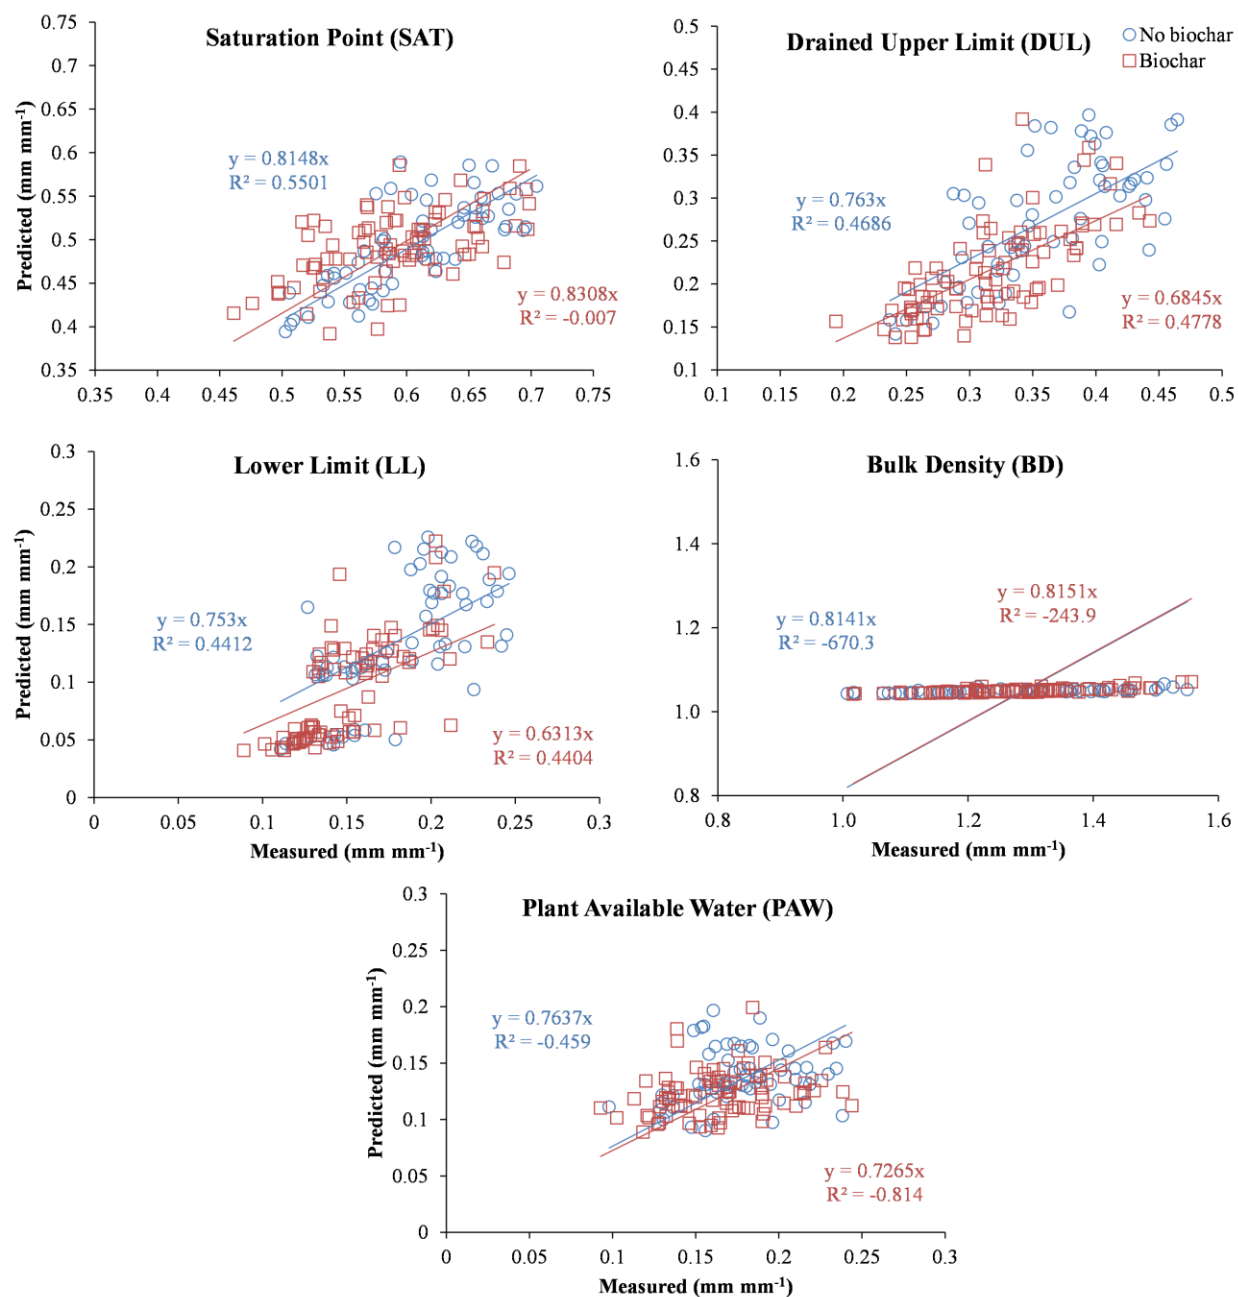 Saturation Point (SAT)
Predicted (mm mm⁻¹)
0.75
0.7
0.65
0.6
0.55
0.5
0.45
0.4
0.35
y = 0.8148x
R² = 0.5501
y = 0.8308x
R² = -0.007
0.35 0.45 0.5 0.55 0.6 0.65 0.7 0.75
Drained Upper Limit (DUL)
No biochar
Biochar
0.5
0.45
0.4
0.35
0.3
0.25
0.2
0.15
0.1
y = 0.763x
R² = 0.4686
y = 0.6845x
R² = 0.4778
0.1 0.2 0.25 0.3 0.35 0.4 0.45 0.5
Lower Limit (LL)
Predicted (mm mm⁻¹)
0.3
0.25
0.2
0.15
0.1
0.05
0
y = 0.753x
R² = 0.4412
y = 0.6313x
R² = 0.4404
0 0.05 0.1 0.15 0.2 0.25 0.3
Measured (mm mm⁻¹)
Bulk Density (BD)
1.6
1.4
1.2
1.0
0.8
y = 0.8141x
R² = -670.3
y = 0.8151x
R² = -243.9
0.8 1.0 1.2 1.4 1.6
Measured (mm mm⁻¹)
Plant Available Water (PAW)
Predicted (mm mm⁻¹)
0.3
0.25
0.2
0.15
0.1
0.05
0
y = 0.7637x
R² = -0.459
y = 0.7265x
R² = -0.814
0 0.1 0.15 0.2 0.25 0.3
Measured (mm mm⁻¹)